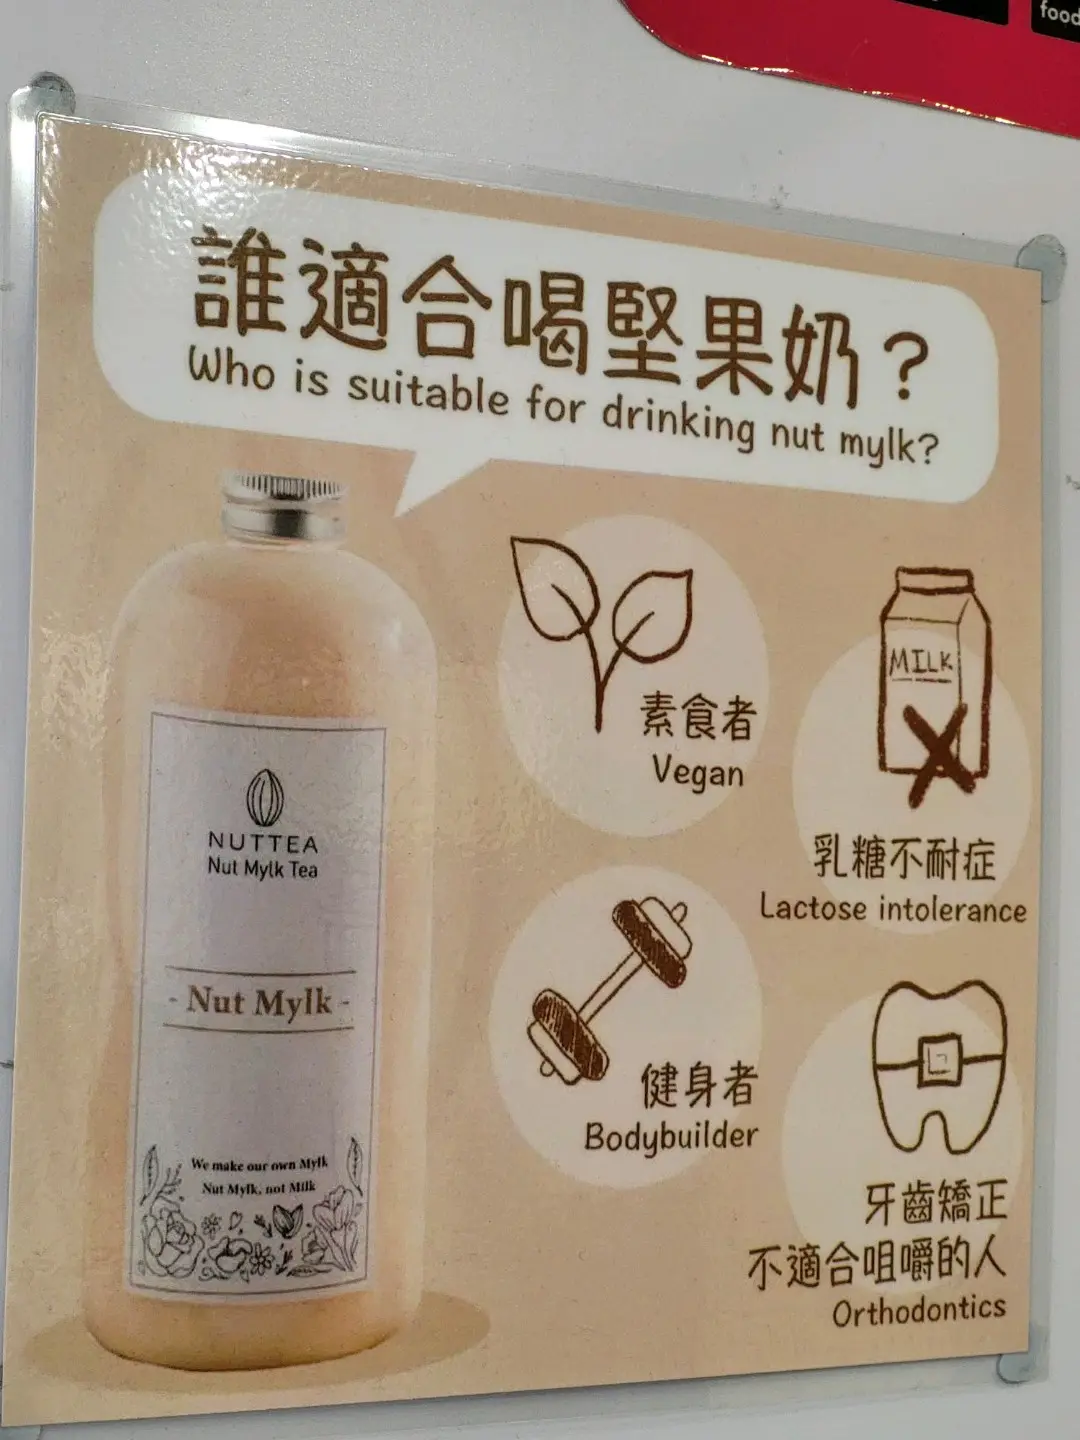 food
誰適合喝堅果奶？
Who is suitable for drinking nut mylk?
素食者
Vegan
MILK
乳糖不耐症
Lactose intolerance
健身者
Bodybuilder
牙齒矯正
不適合咀嚼的人
Orthodontics
NUTTEA
Nut Mylk Tea
- Nut Mylk -
We make our own Mylk
Nut Mylk, not Milk